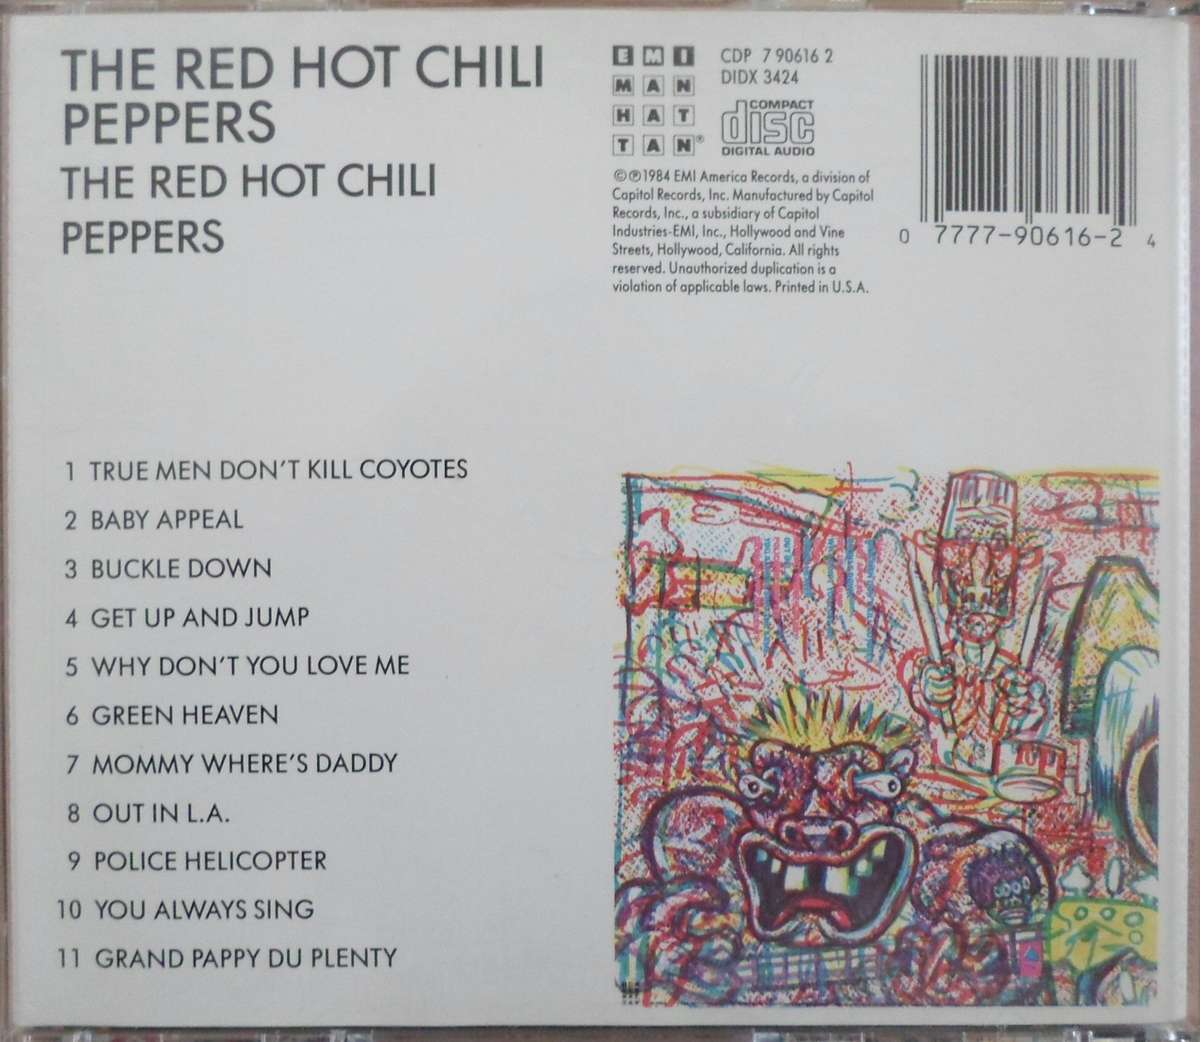 THE RED HOT CHILI
PEPPERS
THE RED HOT CHILI
PEPPERS
EMI
MAN
HAT
TAN®
CDP 7 90616 2
DIDX 3424
COMPACT
disc
DIGITAL AUDIO
©℗1984 EMI America Records, a division of
Capitol Records, Inc. Manufactured by Capitol
Records, Inc., a subsidiary of Capitol
Industries-EMI, Inc., Hollywood and Vine
Streets, Hollywood, California. All rights
reserved. Unauthorized duplication is a
violation of applicable laws. Printed in U.S.A.
0 7777-90616-2 4
1 TRUE MEN DON'T KILL COYOTES
2 BABY APPEAL
3 BUCKLE DOWN
4 GET UP AND JUMP
5 WHY DON'T YOU LOVE ME
6 GREEN HEAVEN
7 MOMMY WHERE'S DADDY
8 OUT IN L.A.
9 POLICE HELICOPTER
10 YOU ALWAYS SING
11 GRAND PAPPY DU PLENTY